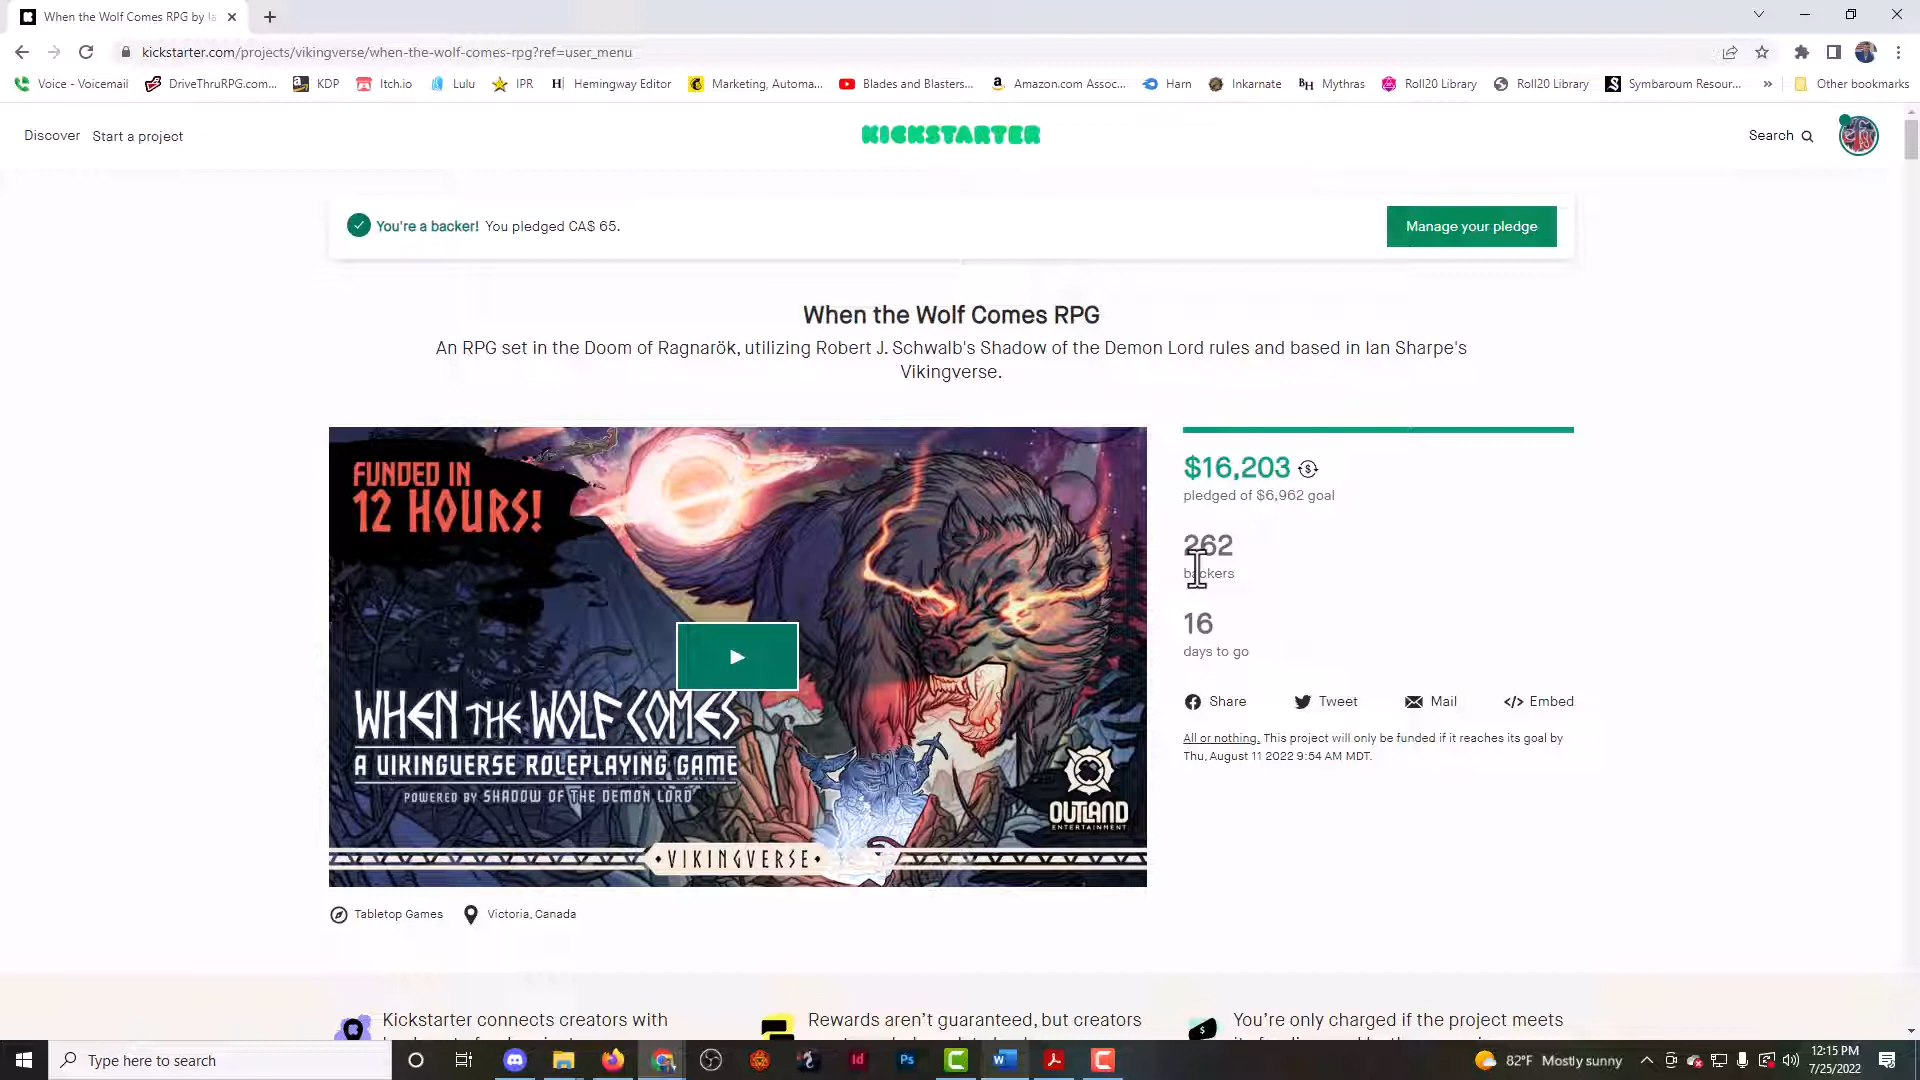 When the Wolf Comes RPG by Ia
kickstarter.com/projects/vikingverse/when-the-wolf-comes-rpg?ref=user_menu
Voice - Voicemail DriveThruRPG.com... KDP Itch.io Lulu IPR Hemingway Editor Marketing, Automa... Blades and Blasters... Amazon.com Assoc... Harn Inkarnate Mythras Roll20 Library Roll20 Library Symbaroum Resour... » Other bookmarks
Discover Start a project KICKSTARTER Search
You're a backer! You pledged CA$ 65. Manage your pledge
When the Wolf Comes RPG
An RPG set in the Doom of Ragnarök, utilizing Robert J. Schwalb's Shadow of the Demon Lord rules and based in Ian Sharpe's
Vikingverse.
FUNDED IN
12 HOURS!
WHEN THE WOLF COMES
A VIKINGVERSE ROLEPLAYING GAME
POWERED BY SHADOW OF THE DEMON LORD
OUTLAND
ENTERTAINMENT
•VIKINGVERSE•
$16,203
pledged of $6,962 goal
262
backers
16
days to go
Share Tweet Mail Embed
All or nothing. This project will only be funded if it reaches its goal by
Thu, August 11 2022 9:54 AM MDT.
Tabletop Games Victoria, Canada
Kickstarter connects creators with
Rewards aren't guaranteed, but creators
You're only charged if the project meets
Type here to search
82°F Mostly sunny
12:15 PM
7/25/2022